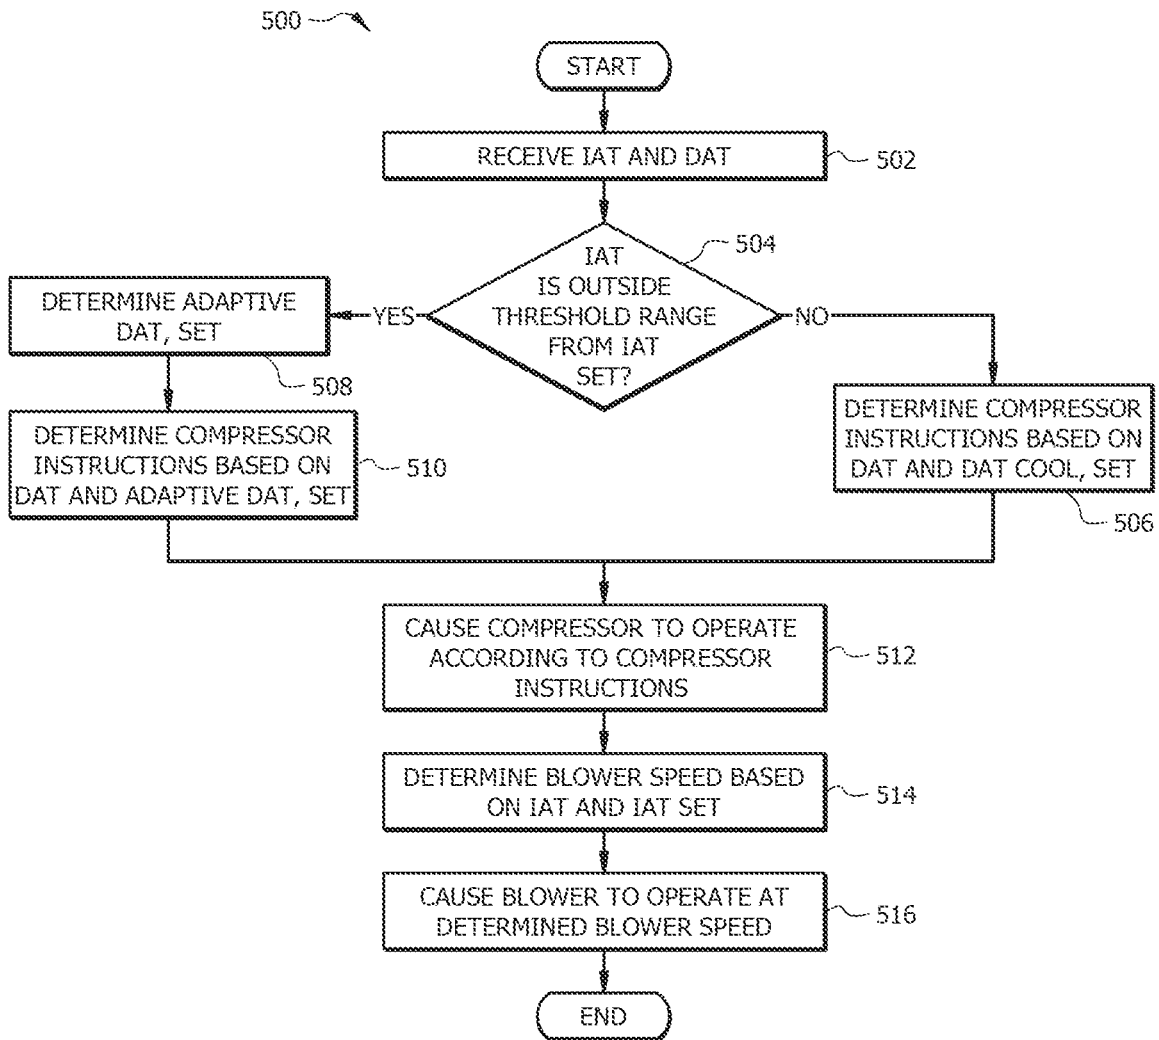 500
START
RECEIVE IAT AND DAT
502
IAT
IS OUTSIDE
THRESHOLD RANGE
FROM IAT
SET?
504
YES
NO
DETERMINE ADAPTIVE
DAT, SET
508
DETERMINE COMPRESSOR
INSTRUCTIONS BASED ON
DAT AND ADAPTIVE DAT, SET
510
DETERMINE COMPRESSOR
INSTRUCTIONS BASED ON
DAT AND DAT COOL, SET
506
CAUSE COMPRESSOR TO OPERATE
ACCORDING TO COMPRESSOR
INSTRUCTIONS
512
DETERMINE BLOWER SPEED BASED
ON IAT AND IAT SET
514
CAUSE BLOWER TO OPERATE AT
DETERMINED BLOWER SPEED
516
END